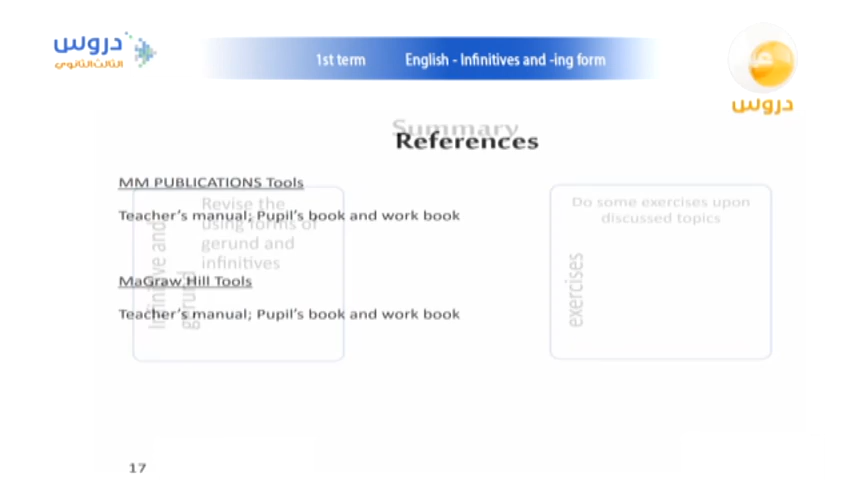 دروس
الثالث الثانوي
1st term English - Infinitives and -ing form
دروس
Summary
References
MM PUBLICATIONS Tools
Teacher's manual; Pupil's book and work book
MaGraw Hill Tools
Teacher's manual; Pupil's book and work book
Revise the
using forms of
gerund and
infinitives
Infinitive and
gerund
Do some exercises upon
discussed topics
exercises
17